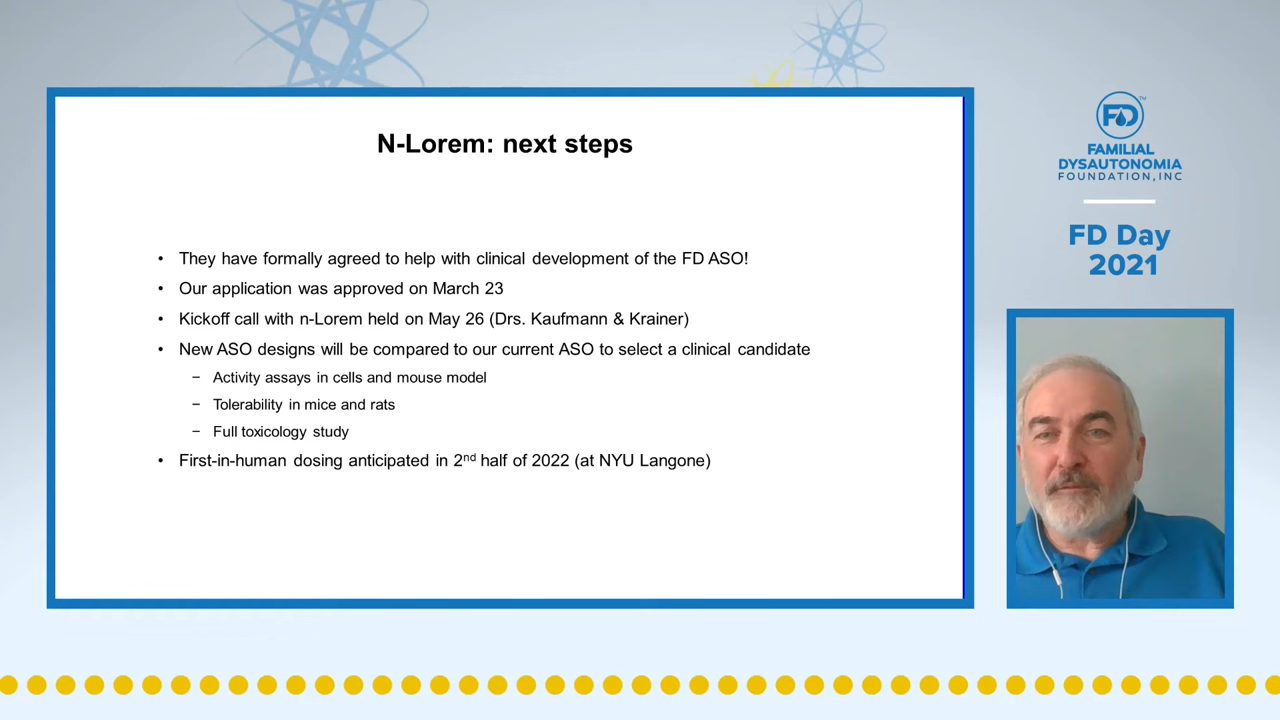 N-Lorem: next steps
• They have formally agreed to help with clinical development of the FD ASO!
• Our application was approved on March 23
• Kickoff call with n-Lorem held on May 26 (Drs. Kaufmann & Krainer)
• New ASO designs will be compared to our current ASO to select a clinical candidate
− Activity assays in cells and mouse model
− Tolerability in mice and rats
− Full toxicology study
• First-in-human dosing anticipated in 2nd half of 2022 (at NYU Langone)
FD™
FAMILIAL
DYSAUTONOMIA
FOUNDATION, INC
FD Day
2021